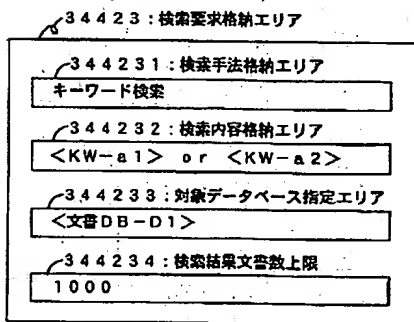 34423：検索要求格納エリア
344231：検索手法格納エリア
キーワード検索
344232：検索内容格納エリア
＜KW－a1＞ or ＜KW－a2＞
344233：対象データベース指定エリア
＜文書DB－D1＞
344234：検索結果文書数上限
1000